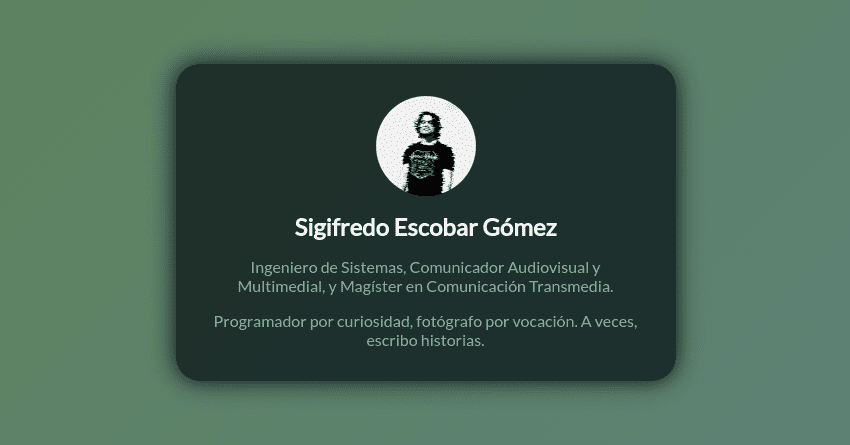 Sigifredo Escobar Gómez
Ingeniero de Sistemas, Comunicador Audiovisual y
Multimedial, y Magíster en Comunicación Transmedia.
Programador por curiosidad, fotógrafo por vocación. A veces,
escribo historias.